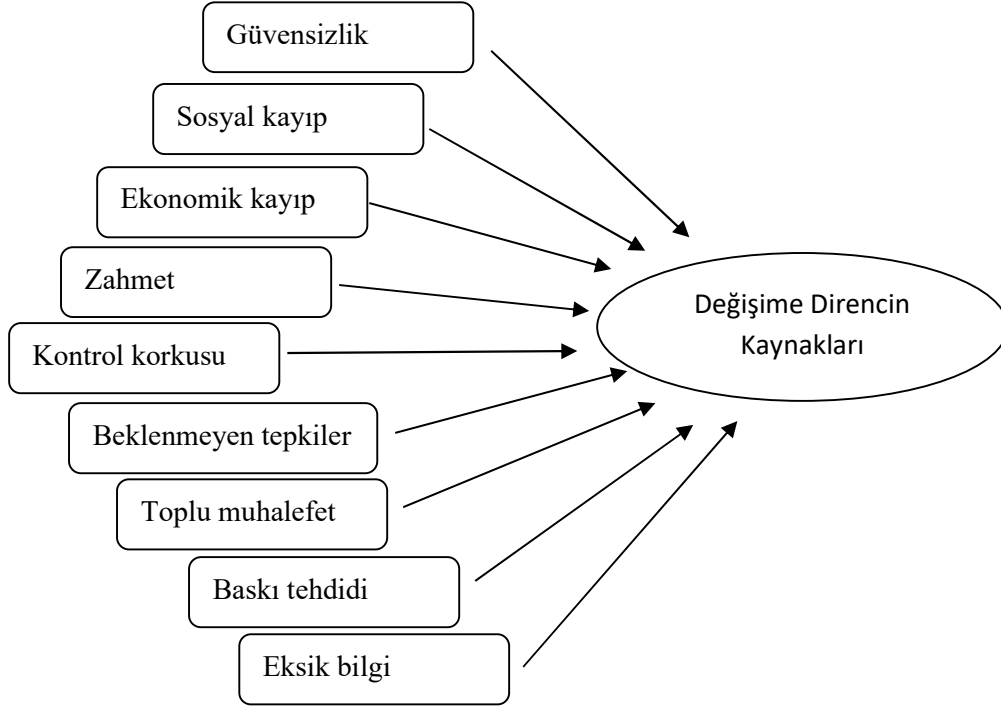 Güvensizlik
Sosyal kayıp
Ekonomik kayıp
Zahmet
Kontrol korkusu
Beklenmeyen tepkiler
Toplu muhalefet
Baskı tehdidi
Eksik bilgi
Değişime Direncin
Kaynakları